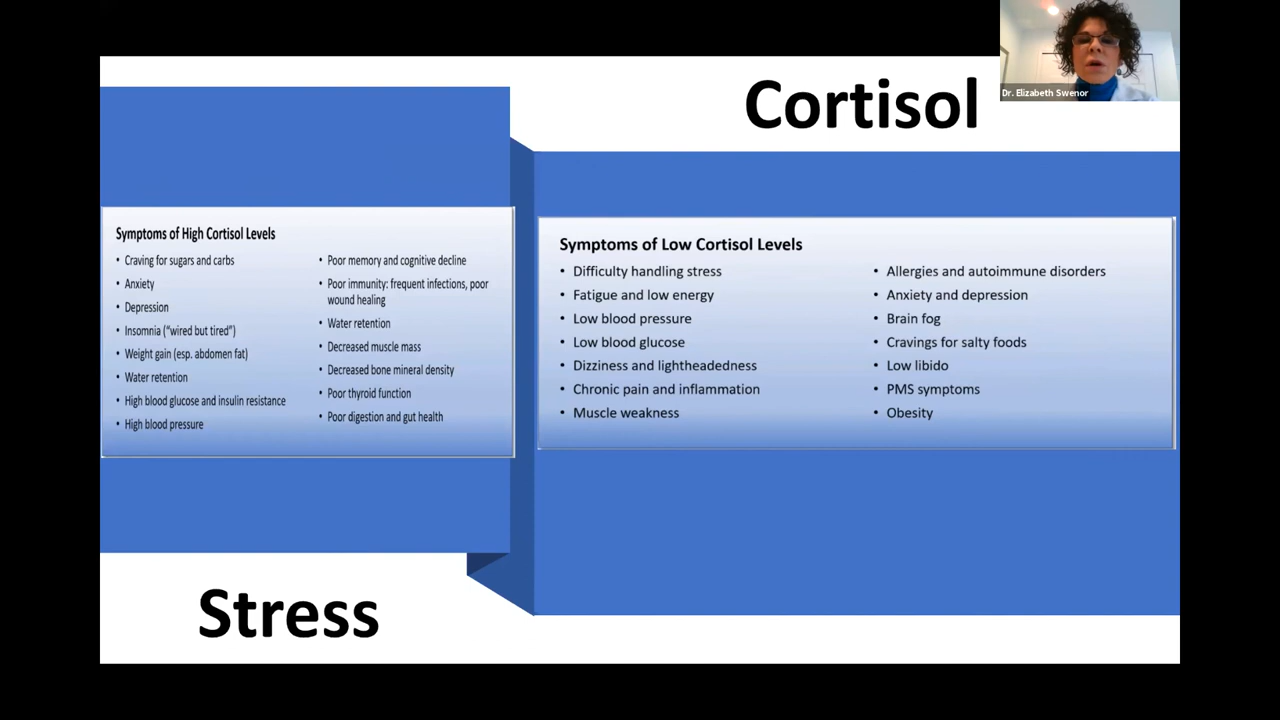 Cortisol
Dr. Elizabeth Swenor
Symptoms of High Cortisol Levels
• Craving for sugars and carbs
• Anxiety
• Depression
• Insomnia (“wired but tired”)
• Weight gain (esp. abdomen fat)
• Water retention
• High blood glucose and insulin resistance
• High blood pressure
• Poor memory and cognitive decline
• Poor immunity: frequent infections, poor
wound healing
• Water retention
• Decreased muscle mass
• Decreased bone mineral density
• Poor thyroid function
• Poor digestion and gut health
Symptoms of Low Cortisol Levels
• Difficulty handling stress
• Fatigue and low energy
• Low blood pressure
• Low blood glucose
• Dizziness and lightheadedness
• Chronic pain and inflammation
• Muscle weakness
• Allergies and autoimmune disorders
• Anxiety and depression
• Brain fog
• Cravings for salty foods
• Low libido
• PMS symptoms
• Obesity
Stress